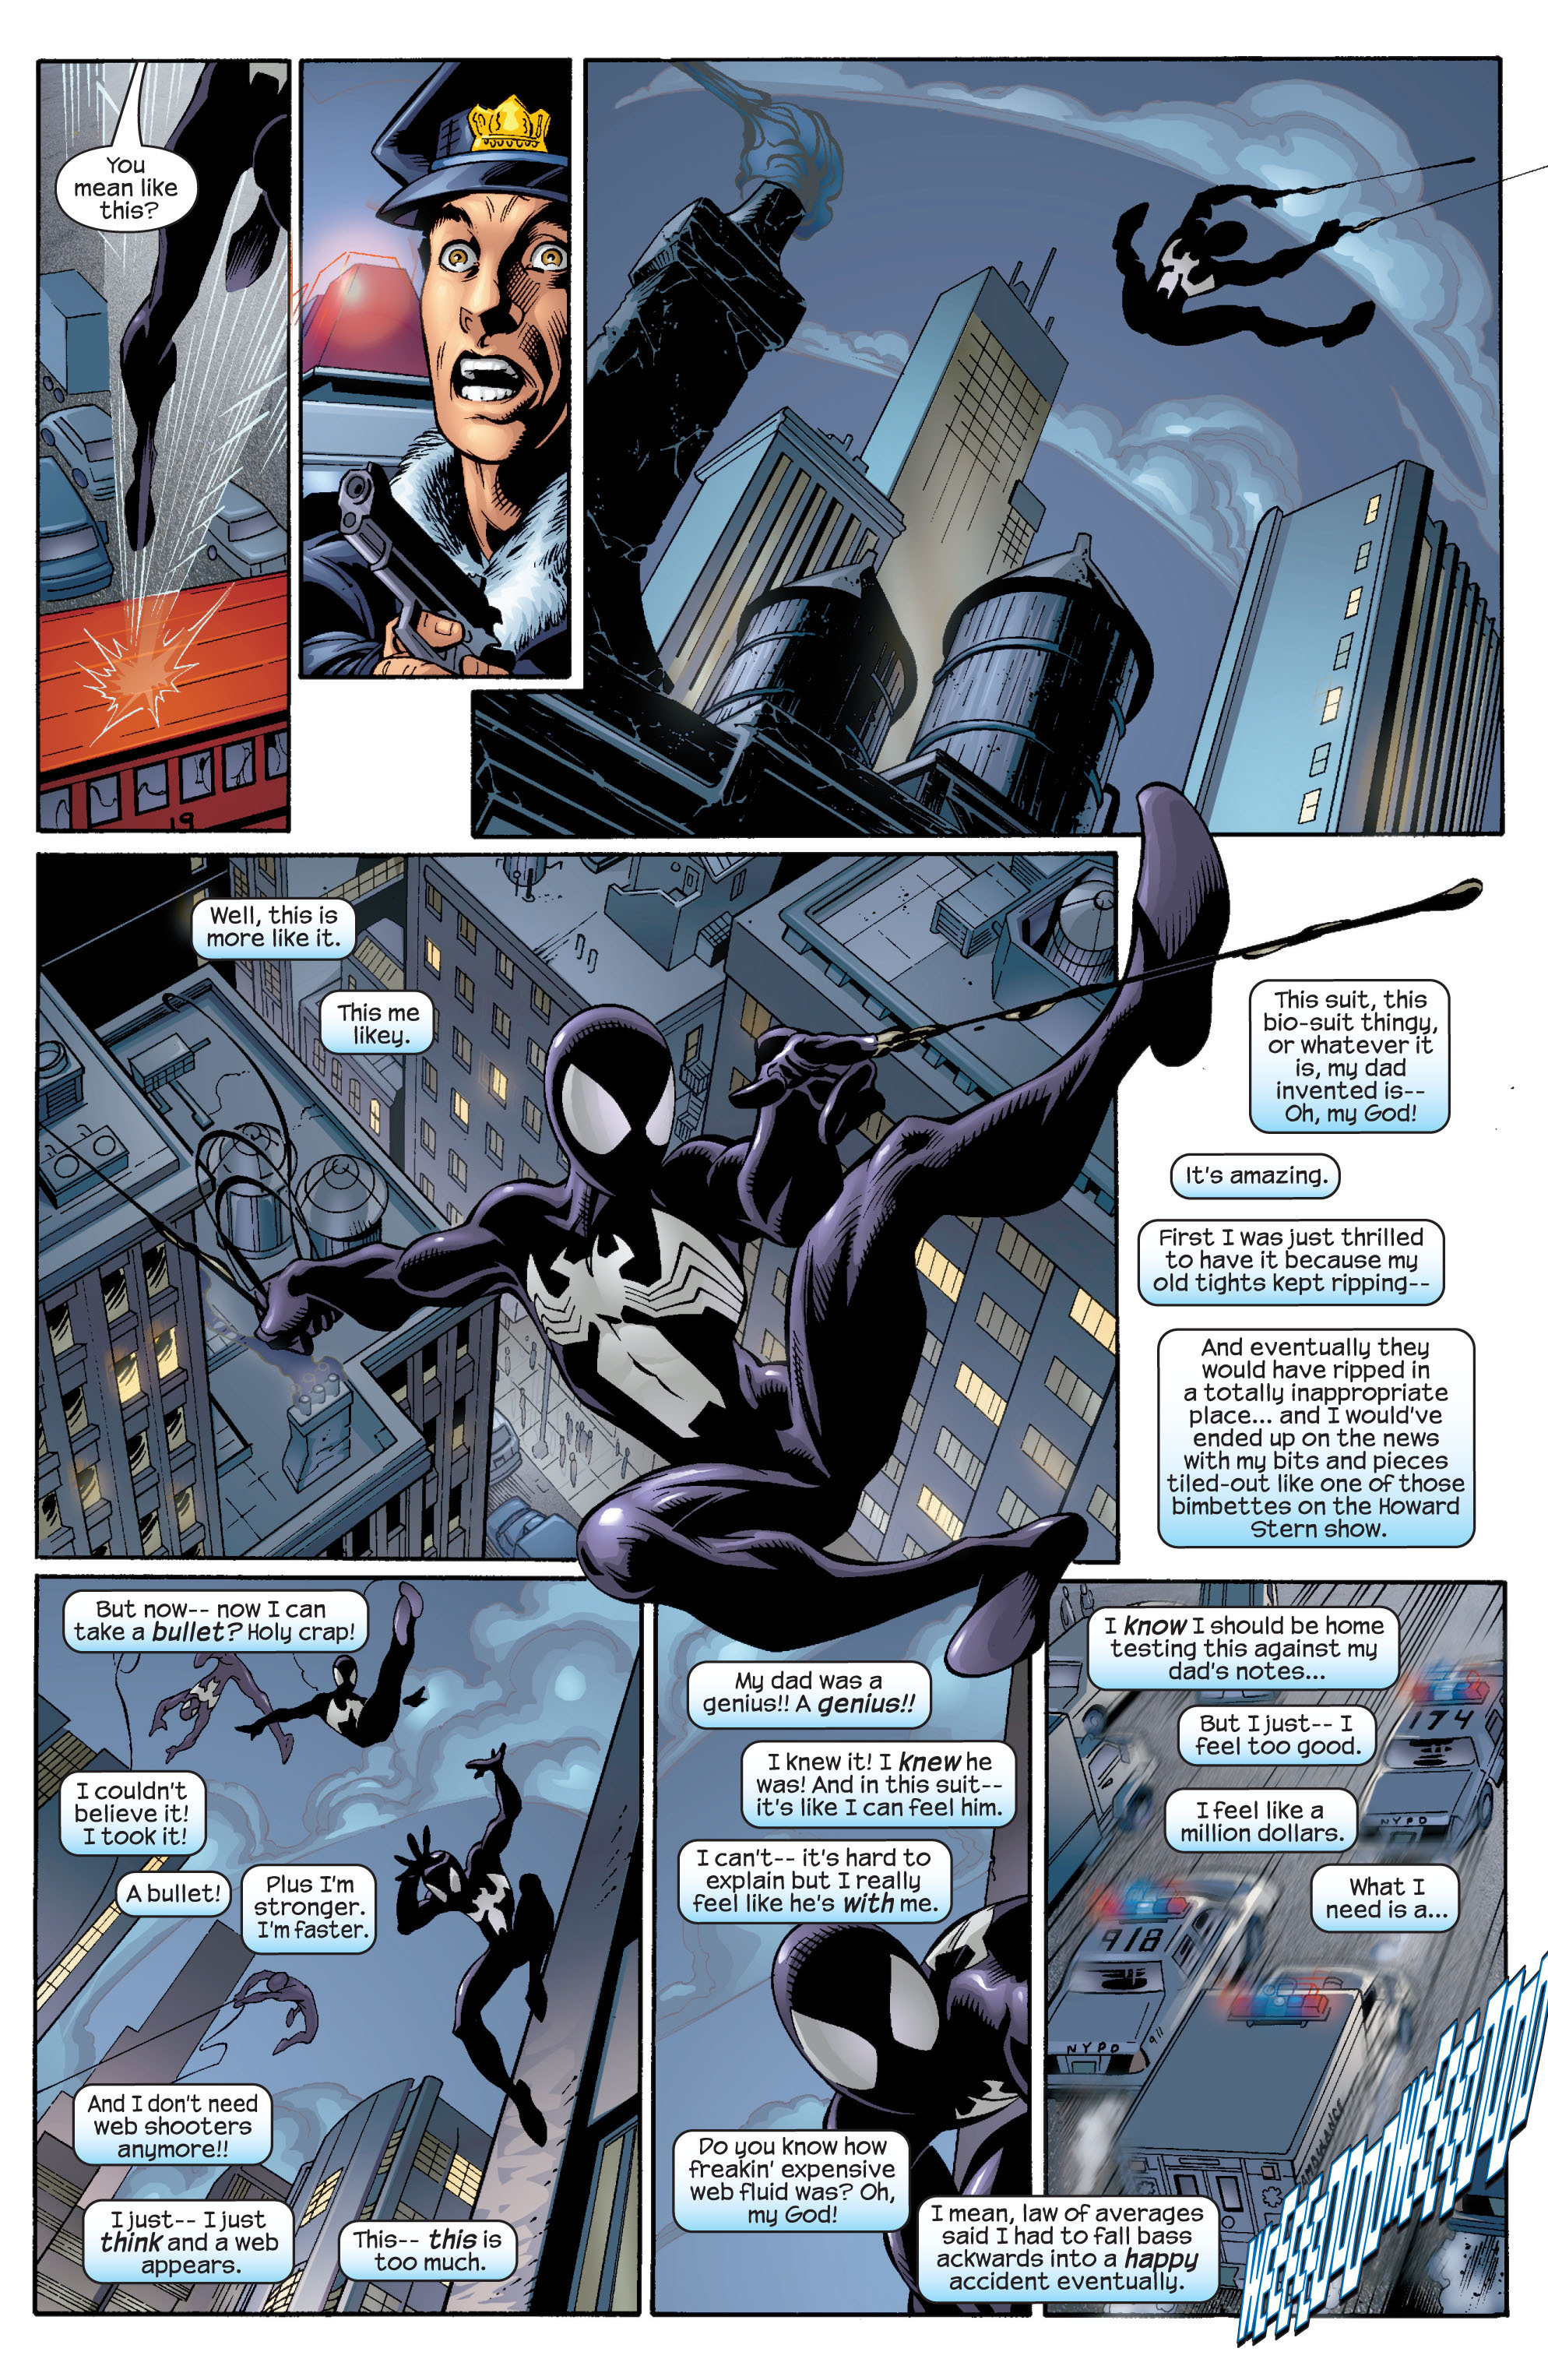 You
mean like
this?
19
Well, this is
more like it.
This me
likey.
This suit, this
bio-suit thingy,
or whatever it
is, my dad
invented is--
Oh, my God!
It's amazing.
First I was just thrilled
to have it because my
old tights kept ripping--
And eventually they
would have ripped in
a totally inappropriate
place... and I would've
ended up on the news
with my bits and pieces
tiled-out like one of those
bimbettes on the Howard
Stern show.
But now-- now I can
take a bullet? Holy crap!
I couldn't
believe it!
I took it!
A bullet!
Plus I'm
stronger.
I'm faster.
And I don't need
web shooters
anymore!!
I just-- I just
think and a web
appears.
This-- this is
too much.
My dad was a
genius!! A genius!!
I knew it! I knew he
was! And in this suit--
it's like I can feel him.
I can't-- it's hard to
explain but I really
feel like he's with me.
Do you know how
freakin' expensive
web fluid was? Oh,
my God!
I mean, law of averages
said I had to fall bass
ackwards into a happy
accident eventually.
I know I should be home
testing this against my
dad's notes...
But I just-- I
feel too good.
I feel like a
million dollars.
What I
need is a...
174
NYPD
9181
NYPD
911
AMBULANCE